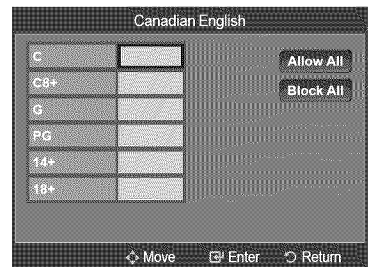 Canadian English
C
C8+
G
PG
14+
18+
Allow All
Block All
Move Enter Return